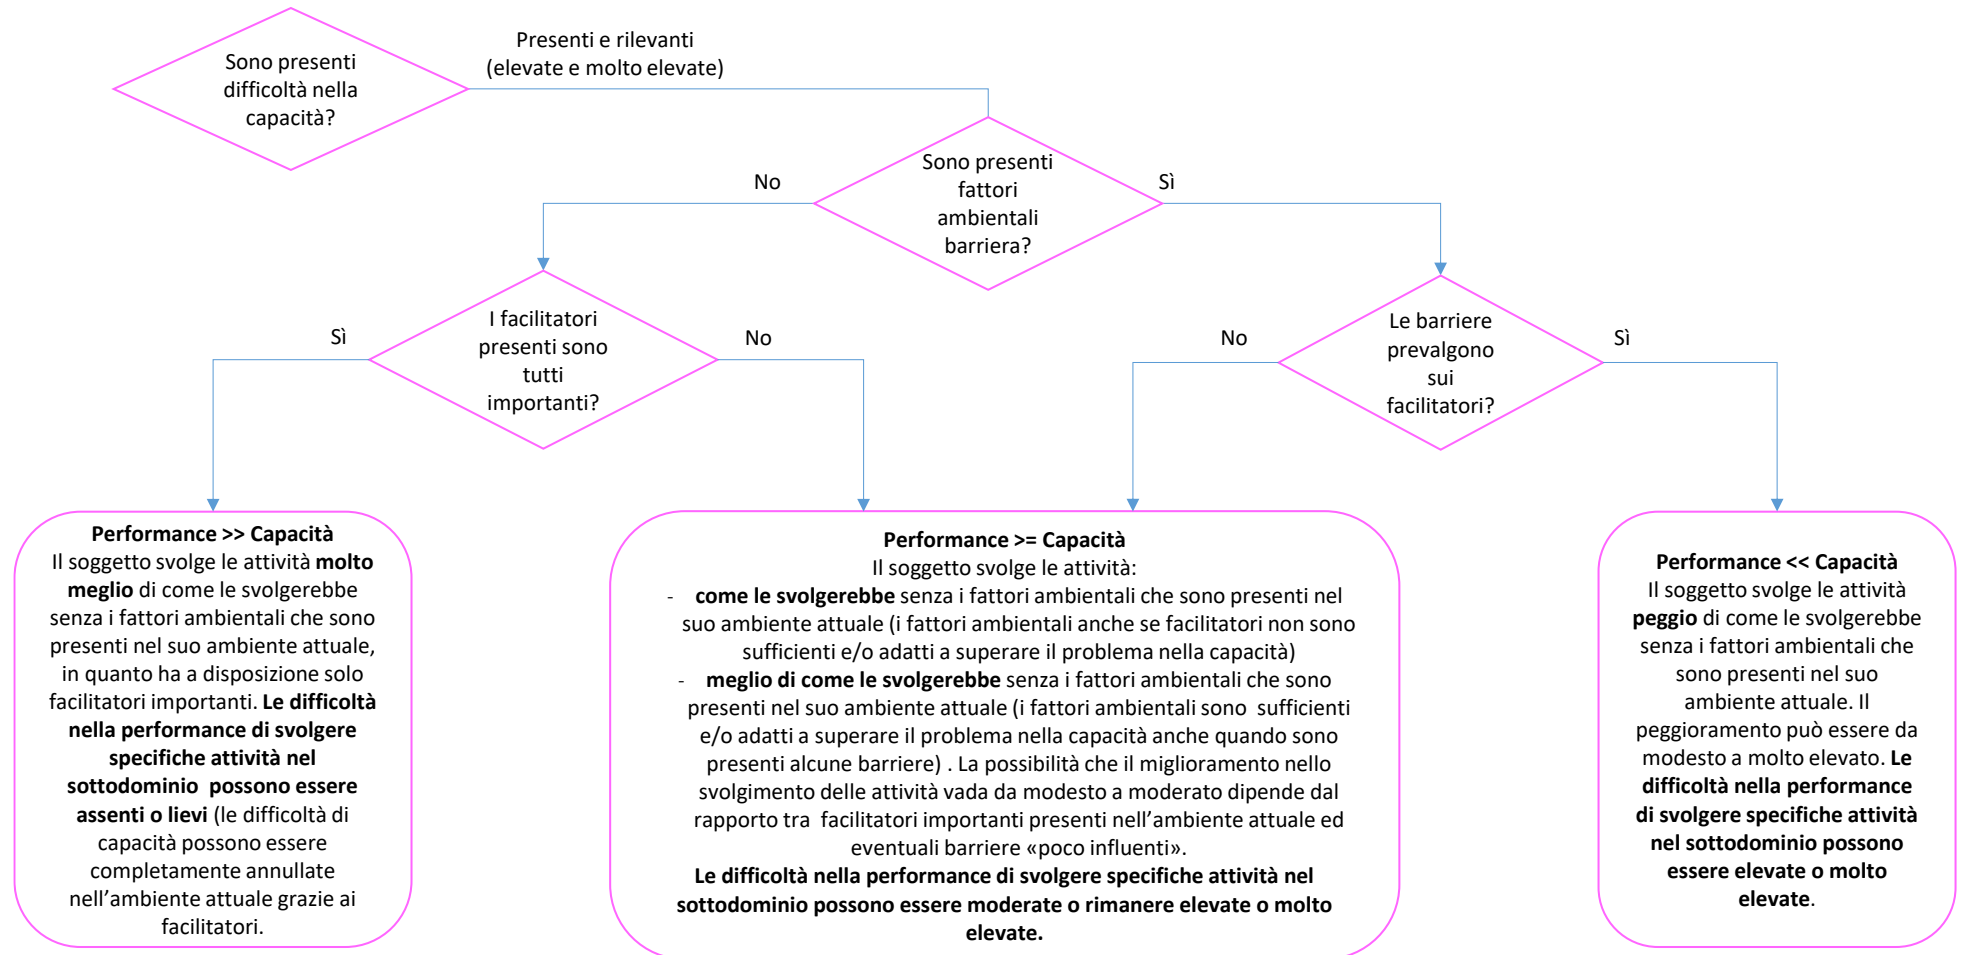 Sono presenti
difficoltà nella
capacità?
Presenti e rilevanti
(elevate e molto elevate)
Sono presenti
fattori
ambientali
barriera?
No
Sì
I facilitatori
presenti sono
tutti
importanti?
Sì
No
Le barriere
prevalgono
sui
facilitatori?
No
Sì
Performance >> Capacità
Il soggetto svolge le attività molto
meglio di come le svolgerebbe
senza i fattori ambientali che sono
presenti nel suo ambiente attuale,
in quanto ha a disposizione solo
facilitatori importanti. Le difficoltà
nella performance di svolgere
specifiche attività nel
sottodominio possono essere
assenti o lievi (le difficoltà di
capacità possono essere
completamente annullate
nell’ambiente attuale grazie ai
facilitatori.
Performance >= Capacità
Il soggetto svolge le attività:
- come le svolgerebbe senza i fattori ambientali che sono presenti nel
suo ambiente attuale (i fattori ambientali anche se facilitatori non sono
sufficienti e/o adatti a superare il problema nella capacità)
- meglio di come le svolgerebbe senza i fattori ambientali che sono
presenti nel suo ambiente attuale (i fattori ambientali sono sufficienti
e/o adatti a superare il problema nella capacità anche quando sono
presenti alcune barriere) . La possibilità che il miglioramento nello
svolgimento delle attività vada da modesto a moderato dipende dal
rapporto tra facilitatori importanti presenti nell’ambiente attuale ed
eventuali barriere «poco influenti».
Le difficoltà nella performance di svolgere specifiche attività nel
sottodominio possono essere moderate o rimanere elevate o molto
elevate.
Performance << Capacità
Il soggetto svolge le attività
peggio di come le svolgerebbe
senza i fattori ambientali che
sono presenti nel suo
ambiente attuale. Il
peggioramento può essere da
modesto a molto elevato. Le
difficoltà nella performance
di svolgere specifiche attività
nel sottodominio possono
essere elevate o molto
elevate.